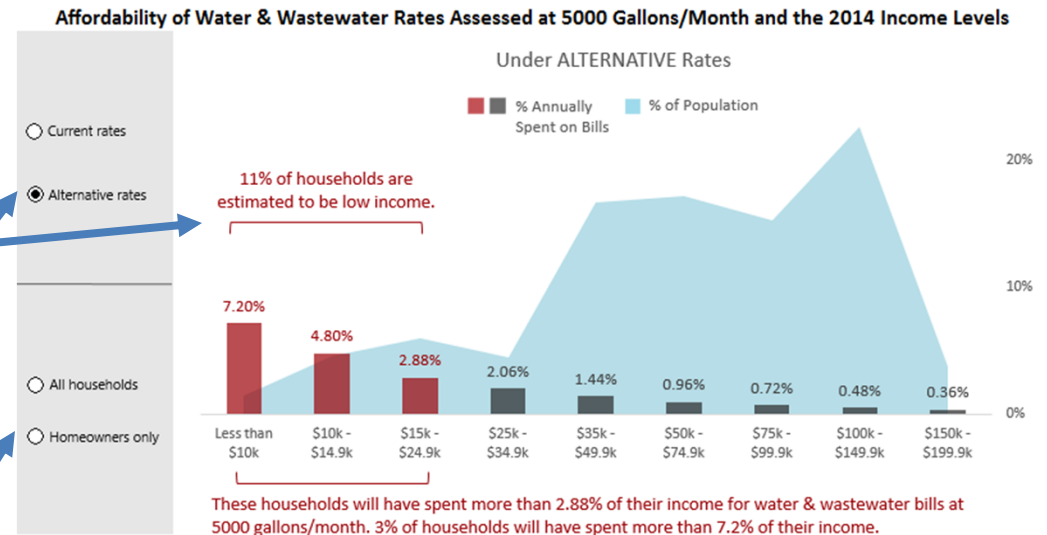 Affordability of Water & Wastewater Rates Assessed at 5000 Gallons/Month and the 2014 Income Levels
Under ALTERNATIVE Rates
% Annually
Spent on Bills
% of Population
Current rates
Alternative rates
All households
Homeowners only
11% of households are
estimated to be low income.
20%
10%
0%
7.20%
4.80%
2.88%
2.06%
1.44%
0.96%
0.72%
0.48%
0.36%
Less than
$10k
$10k -
$14.9k
$15k -
$24.9k
$25k -
$34.9k
$35k -
$49.9k
$50k -
$74.9k
$75k -
$99.9k
$100k -
$149.9k
$150k -
$199.9k
These households will have spent more than 2.88% of their income for water & wastewater bills at
5000 gallons/month. 3% of households will have spent more than 7.2% of their income.